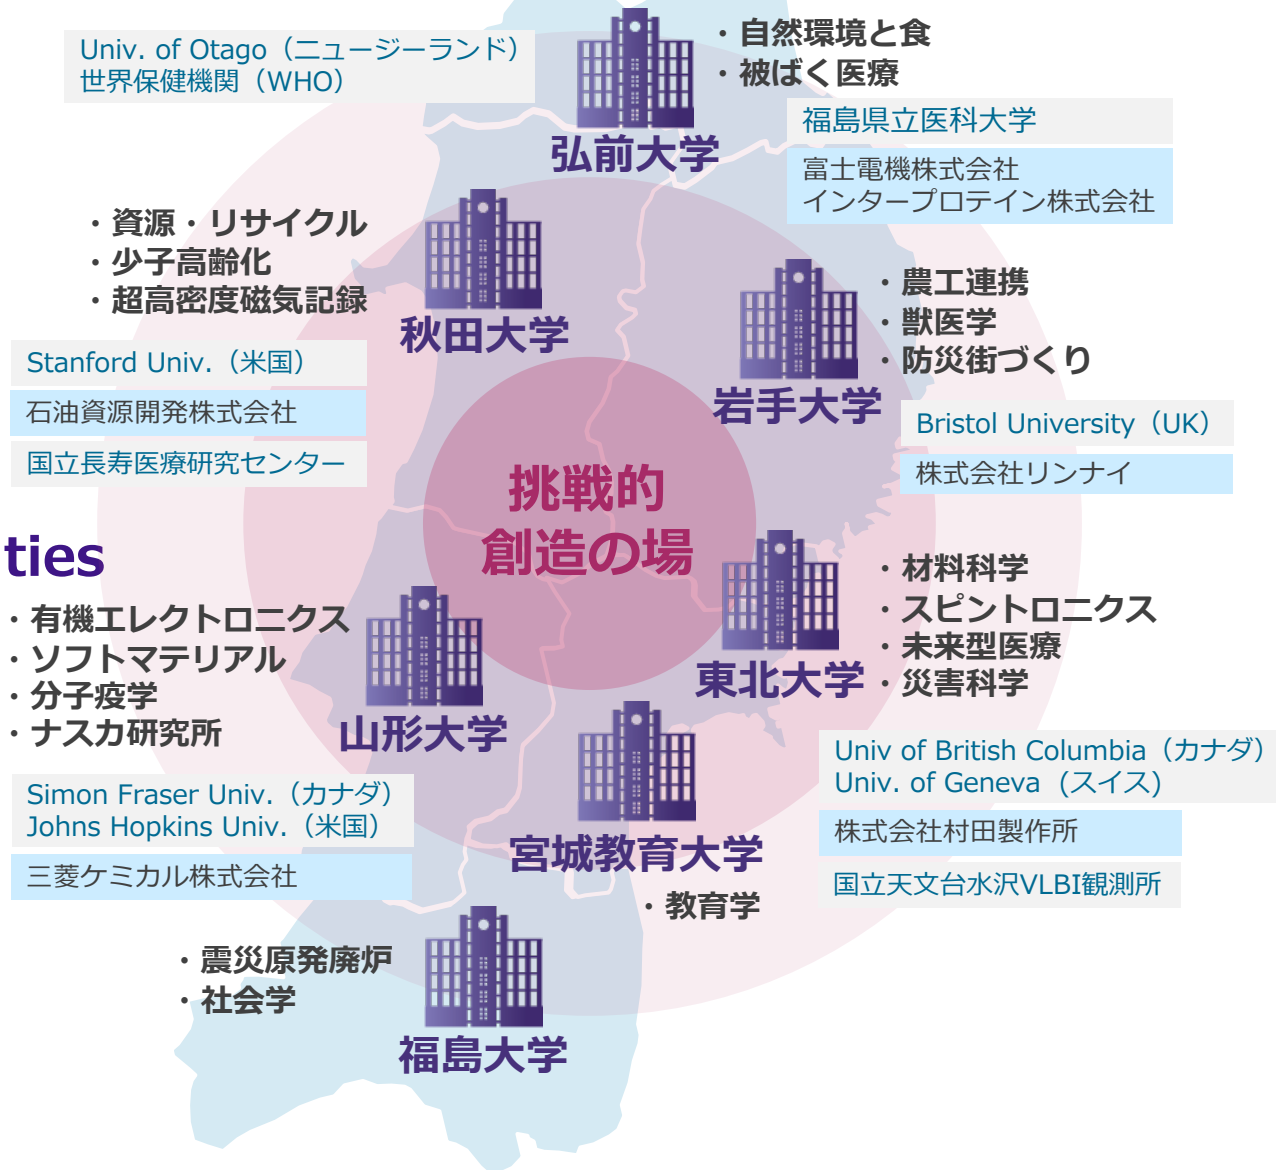 Univ. of Otago（ニュージーランド）
世界保健機関（WHO）
・自然環境と食
・被ばく医療
弘前大学
福島県立医科大学
富士電機株式会社
インタープロテイン株式会社
・資源・リサイクル
・少子高齢化
・超高密度磁気記録
秋田大学
Stanford Univ.（米国）
石油資源開発株式会社
国立長寿医療研究センター
・農工連携
・獣医学
・防災街づくり
岩手大学
Bristol University（UK）
株式会社リンナイ
挑戦的
創造の場
ties
・有機エレクトロニクス
・ソフトマテリアル
・分子疫学
・ナスカ研究所
山形大学
Simon Fraser Univ.（カナダ）
Johns Hopkins Univ.（米国）
三菱ケミカル株式会社
・材料科学
・スピントロニクス
・未来型医療
・災害科学
東北大学
Univ of British Columbia（カナダ）
Univ. of Geneva（スイス)
株式会社村田製作所
国立天文台水沢VLBI観測所
宮城教育大学
・教育学
・震災原発廃炉
・社会学
福島大学